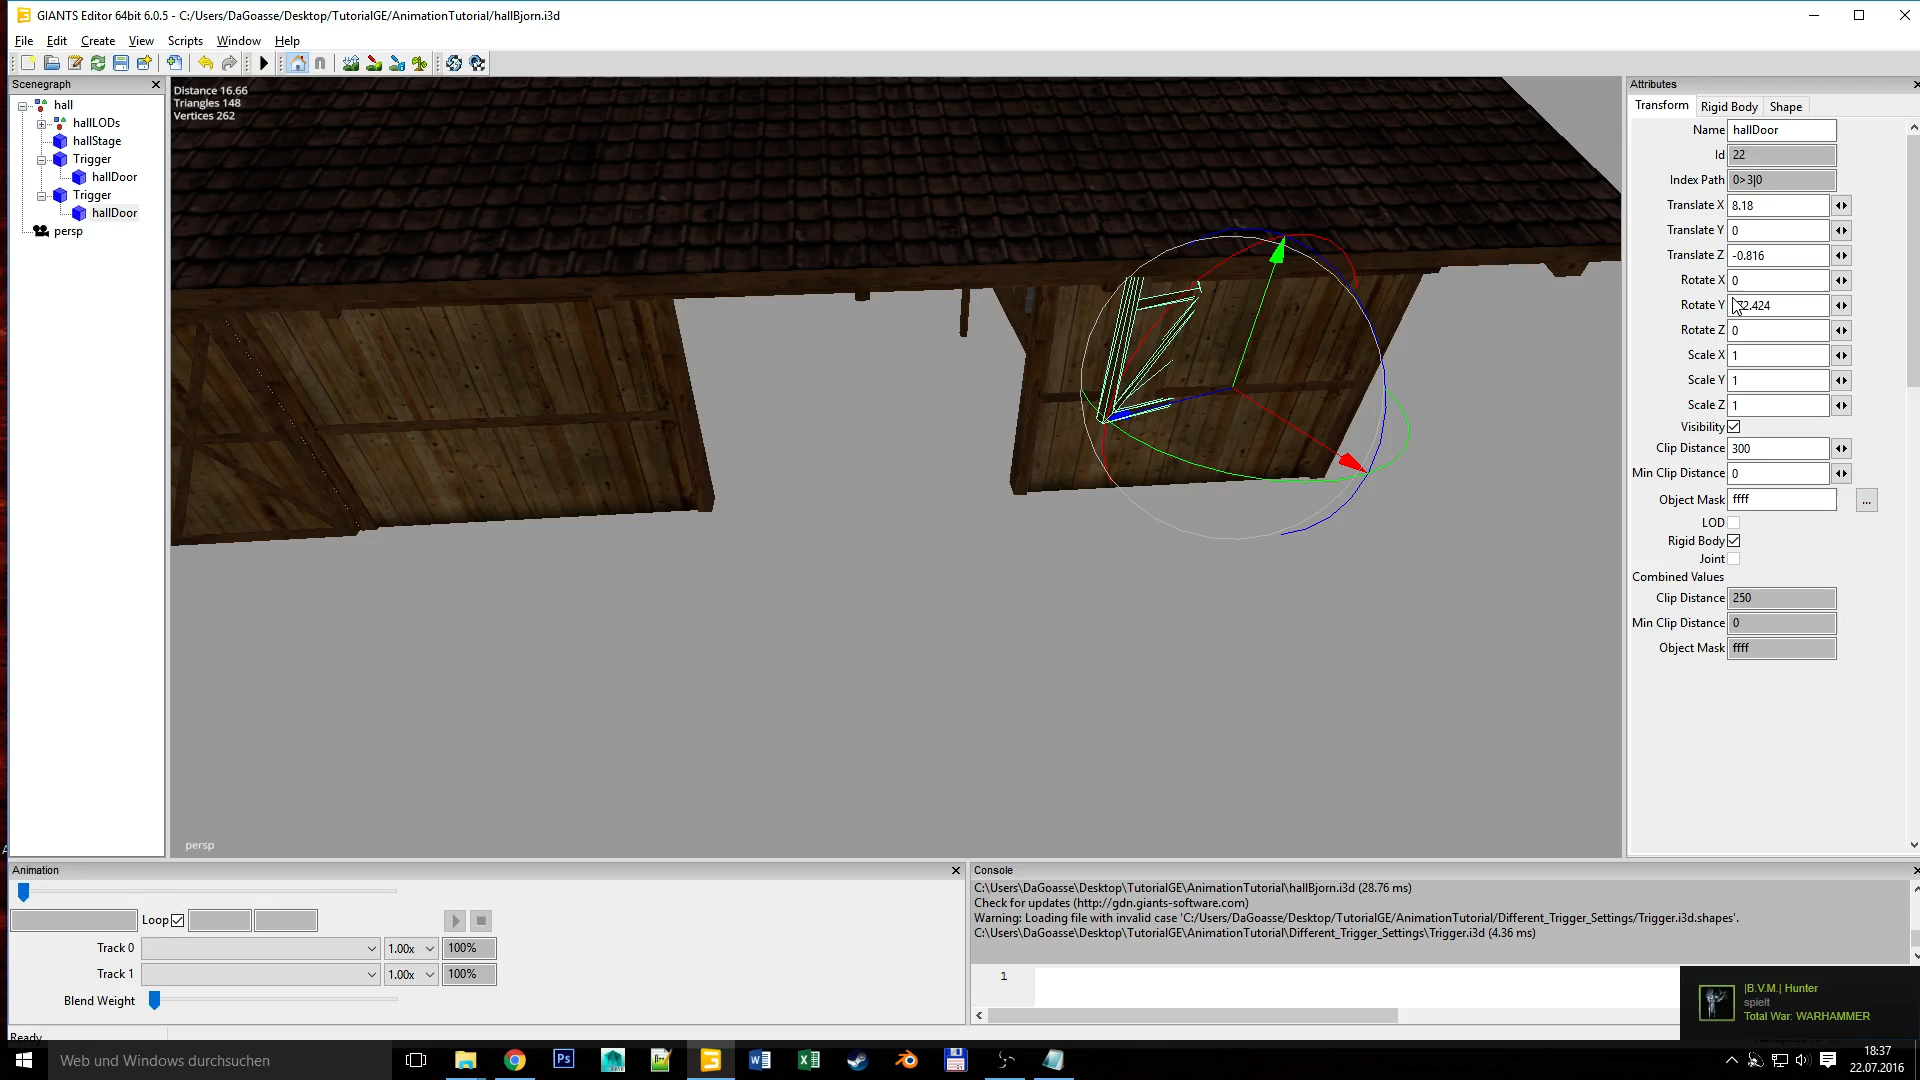 GIANTS Editor 64bit 6.0.5 - C:/Users/DaGoasse/Desktop/TutorialGE/AnimationTutorial/hallBjorn.i3d
File Edit Create View Scripts Window Help
Scenegraph
hall
hallLODs
hallStage
Trigger
hallDoor
Trigger
hallDoor
persp
Distance 16.66
Triangles 148
Vertices 262
persp
Attributes
Transform Rigid Body Shape
Name hallDoor
Id 22
Index Path 0>3|0
Translate X 8.18
Translate Y 0
Translate Z -0.816
Rotate X 0
Rotate Y 2.424
Rotate Z 0
Scale X 1
Scale Y 1
Scale Z 1
Visibility
Clip Distance 300
Min Clip Distance 0
Object Mask ffff ...
LOD
Rigid Body
Joint
Combined Values
Clip Distance 250
Min Clip Distance 0
Object Mask ffff
Animation
Loop
Track 0 1.00x 100%
Track 1 1.00x 100%
Blend Weight
Ready
Console
C:\Users\DaGoasse\Desktop\TutorialGE\AnimationTutorial\hallBjorn.i3d (28.76 ms)
Check for updates (http://gdn.giants-software.com)
Warning: Loading file with invalid case 'C:/Users/DaGoasse/Desktop/TutorialGE/AnimationTutorial/Different_Trigger_Settings/Trigger.i3d.shapes'.
C:\Users\DaGoasse\Desktop\TutorialGE\AnimationTutorial\Different_Trigger_Settings\Trigger.i3d (4.36 ms)
1
|B.V.M.| Hunter
spielt
Total War: WARHAMMER
Web und Windows durchsuchen
18:37
22.07.2016